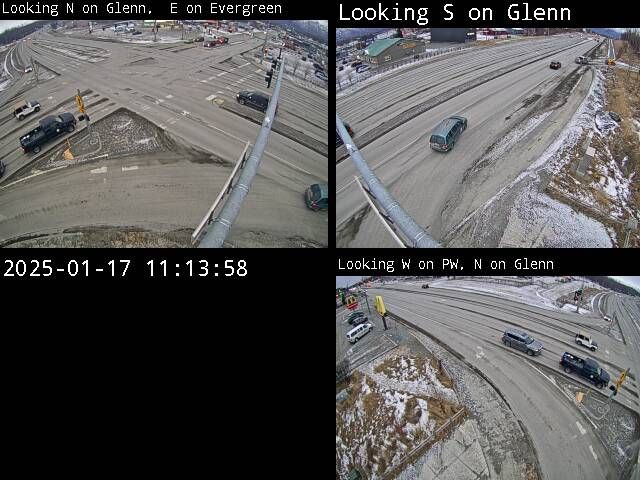 Looking N on Glenn,  E on Evergreen
Looking S on Glenn
2025-01-17 11:13:58
Looking W on PW, N on Glenn